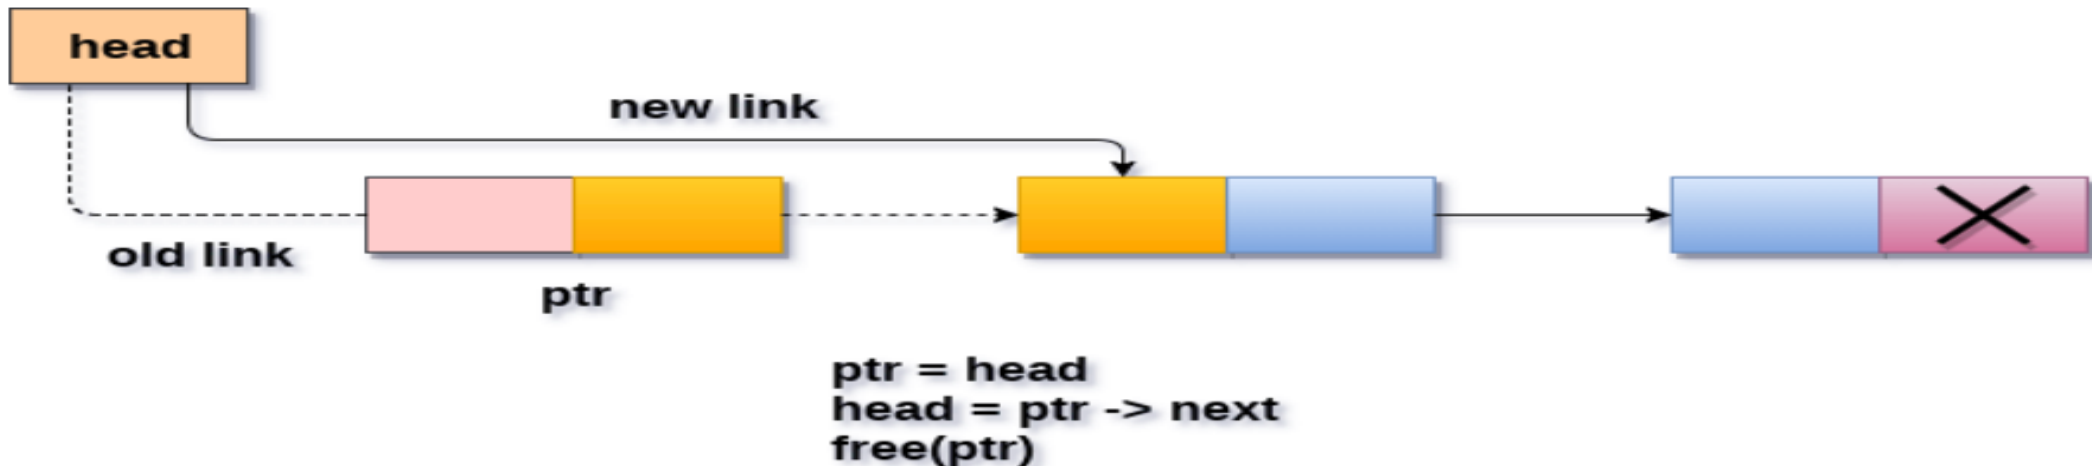 head
new link
old link
ptr
ptr = head
head = ptr -> next
free(ptr)